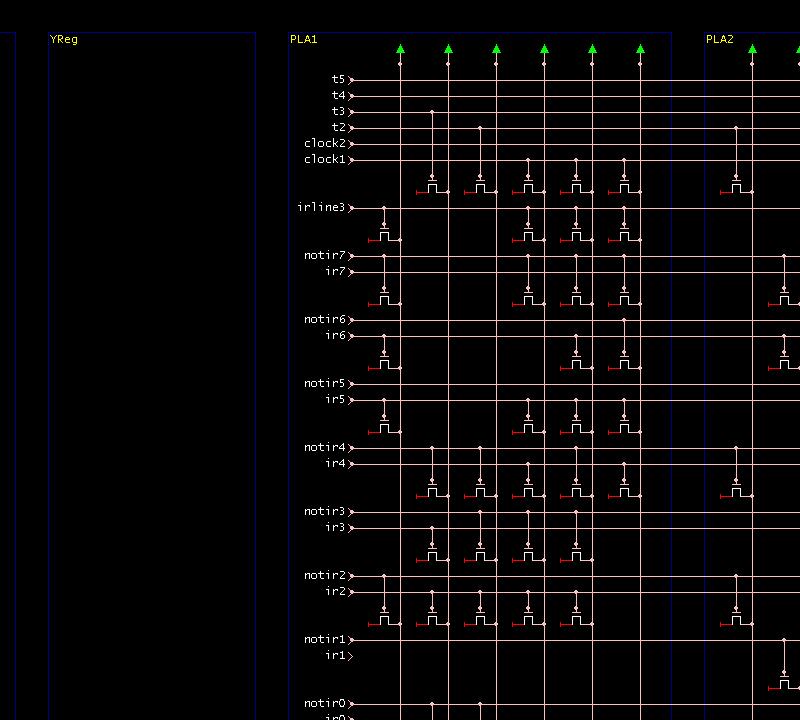 YReg
PLA1
PLA2
t5
t4
t3
t2
clock2
clock1
irline3
notir7
ir7
notir6
ir6
notir5
ir5
notir4
ir4
notir3
ir3
notir2
ir2
notir1
ir1
notir0
ir0